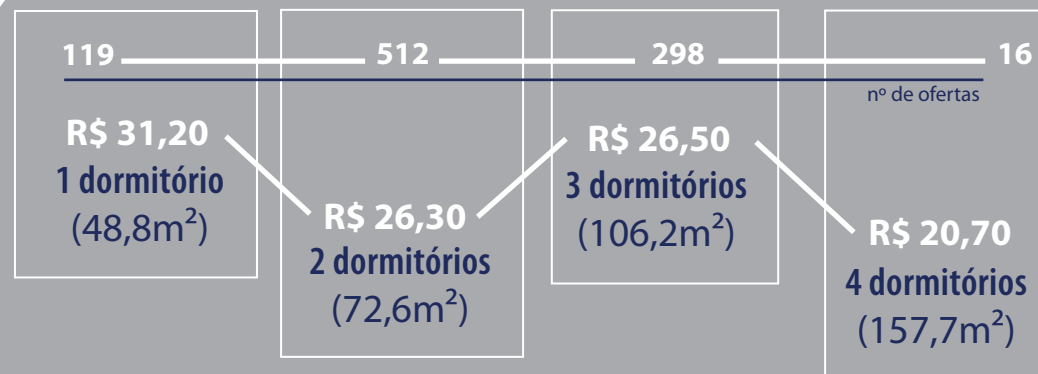 119 512 298 16
nº de ofertas
R$ 31,20
1 dormitório
(48,8m²)
R$ 26,30
2 dormitórios
(72,6m²)
R$ 26,50
3 dormitórios
(106,2m²)
R$ 20,70
4 dormitórios
(157,7m²)